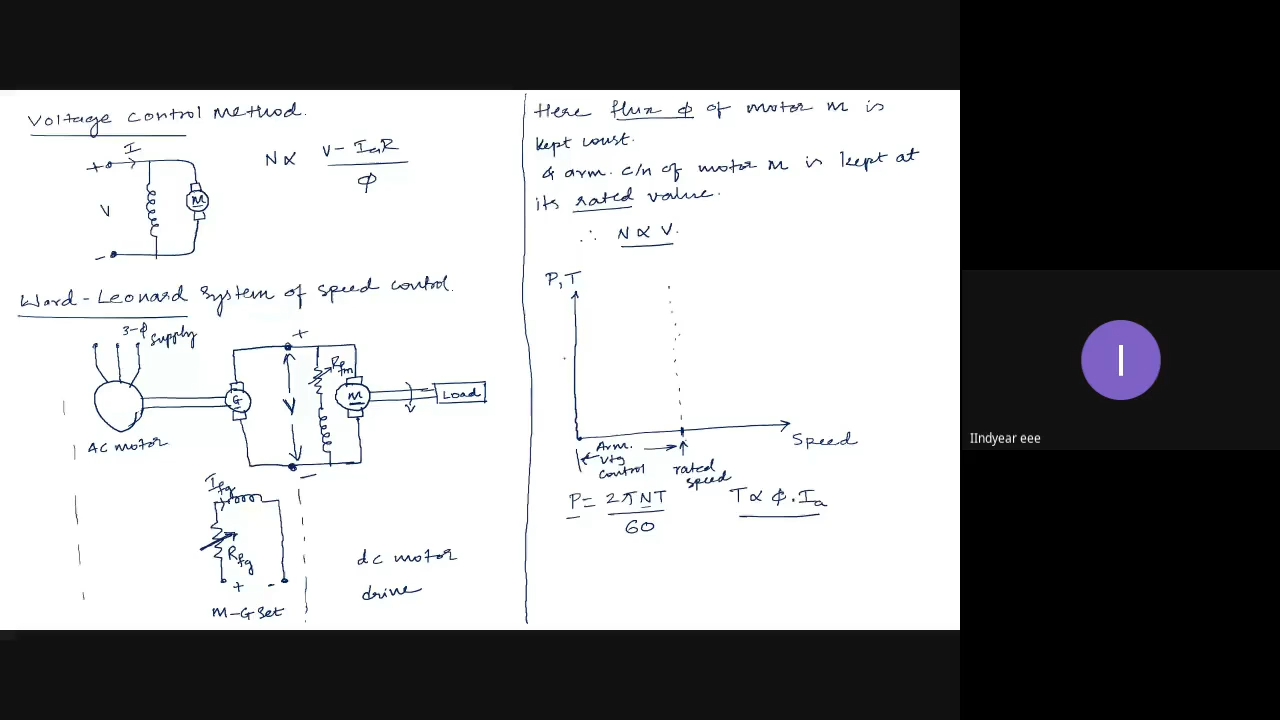 Voltage control Method.
I
+
V
-
M
N ∝ V - IaR / ϕ
Ward-Leonard system of speed control.
3-ϕ supply
+
G
V
Rfm
M
Load
AC motor
-
Ifg
Rfg
+ -
M-G Set
dc motor
drive
Here flux ϕ of motor M is
kept const.
& arm. c/n of motor M is kept at
its rated value.
∴ N ∝ V.
P, T
Speed
Arm.
Vtg
control
rated
speed
P = 2πNT / 60
T ∝ ϕ . Ia
I
IIndyear eee